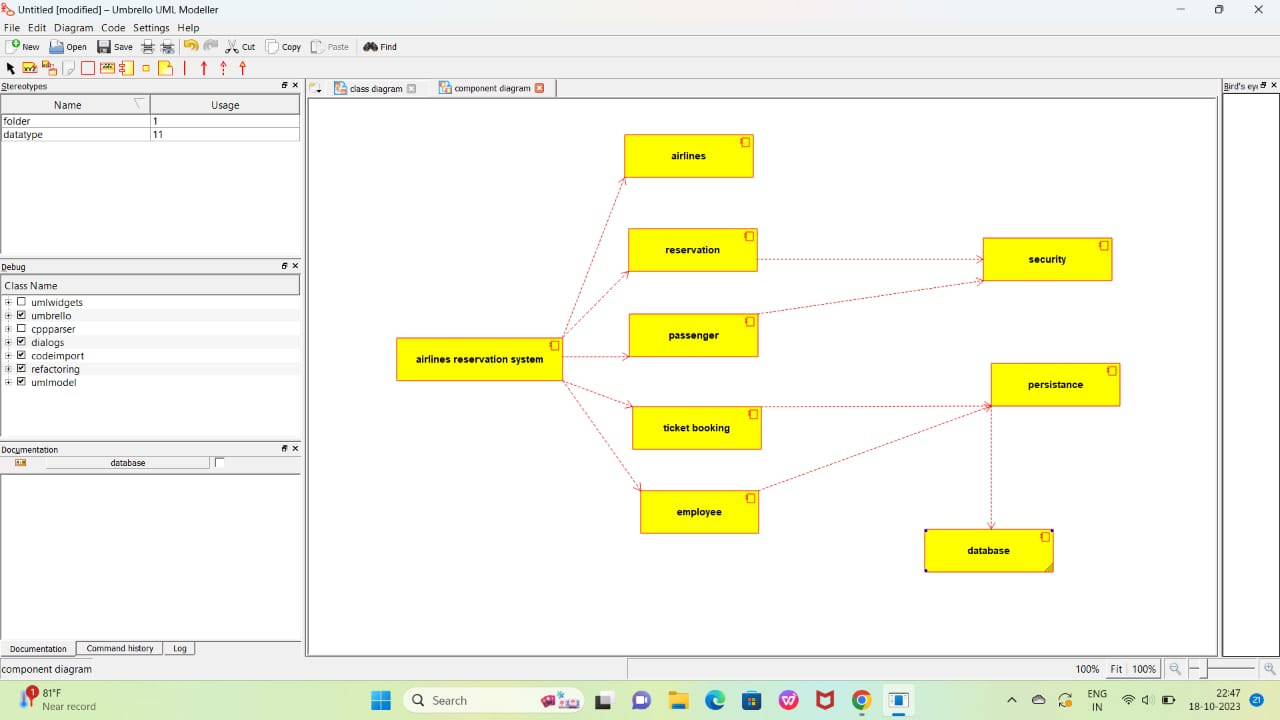 Untitled [modified] – Umbrello UML Modeller
File Edit Diagram Code Settings Help
New Open Save Cut Copy Paste Find
Stereotypes
Name Usage
folder 1
datatype 11
Debug
Class Name
umlwidgets
umbrello
cppparser
dialogs
codeimport
refactoring
umlmodel
Documentation
database
Documentation Command history Log
component diagram
class diagram component diagram
airlines
reservation
security
passenger
airlines reservation system
persistance
ticket booking
employee
database
Bird's eye
100% Fit 100%
1
81°F
Near record
Search
ENG
IN
22:47
18-10-2023
21